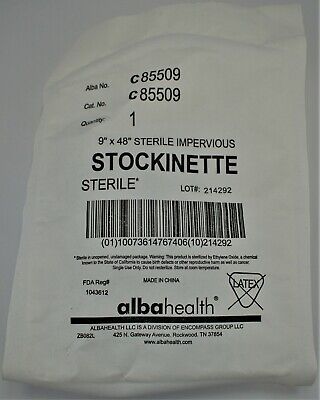 Alba No. C85509
Cat. No. C85509
Quantity: 1
9" x 48" STERILE IMPERVIOUS
STOCKINETTE
STERILE*
LOT#: 214292
(01)10073614767406(10)214292
*Sterile in unopened, undamaged package. Warning: This product is sterilized by Ethylene Oxide, a chemical
known to the State of California to cause birth defects or other reproductive harm as well as cancer.
Single Use Only. Do not resterilize. Store at room temperature.
FDA Reg#
1043612
MADE IN CHINA
albahealth®
LATEX
ALBAHEALTH LLC IS A DIVISION OF ENCOMPASS GROUP LLC
ZB082L
425 N. Gateway Avenue, Rockwood, TN 37854
www.albahealth.com